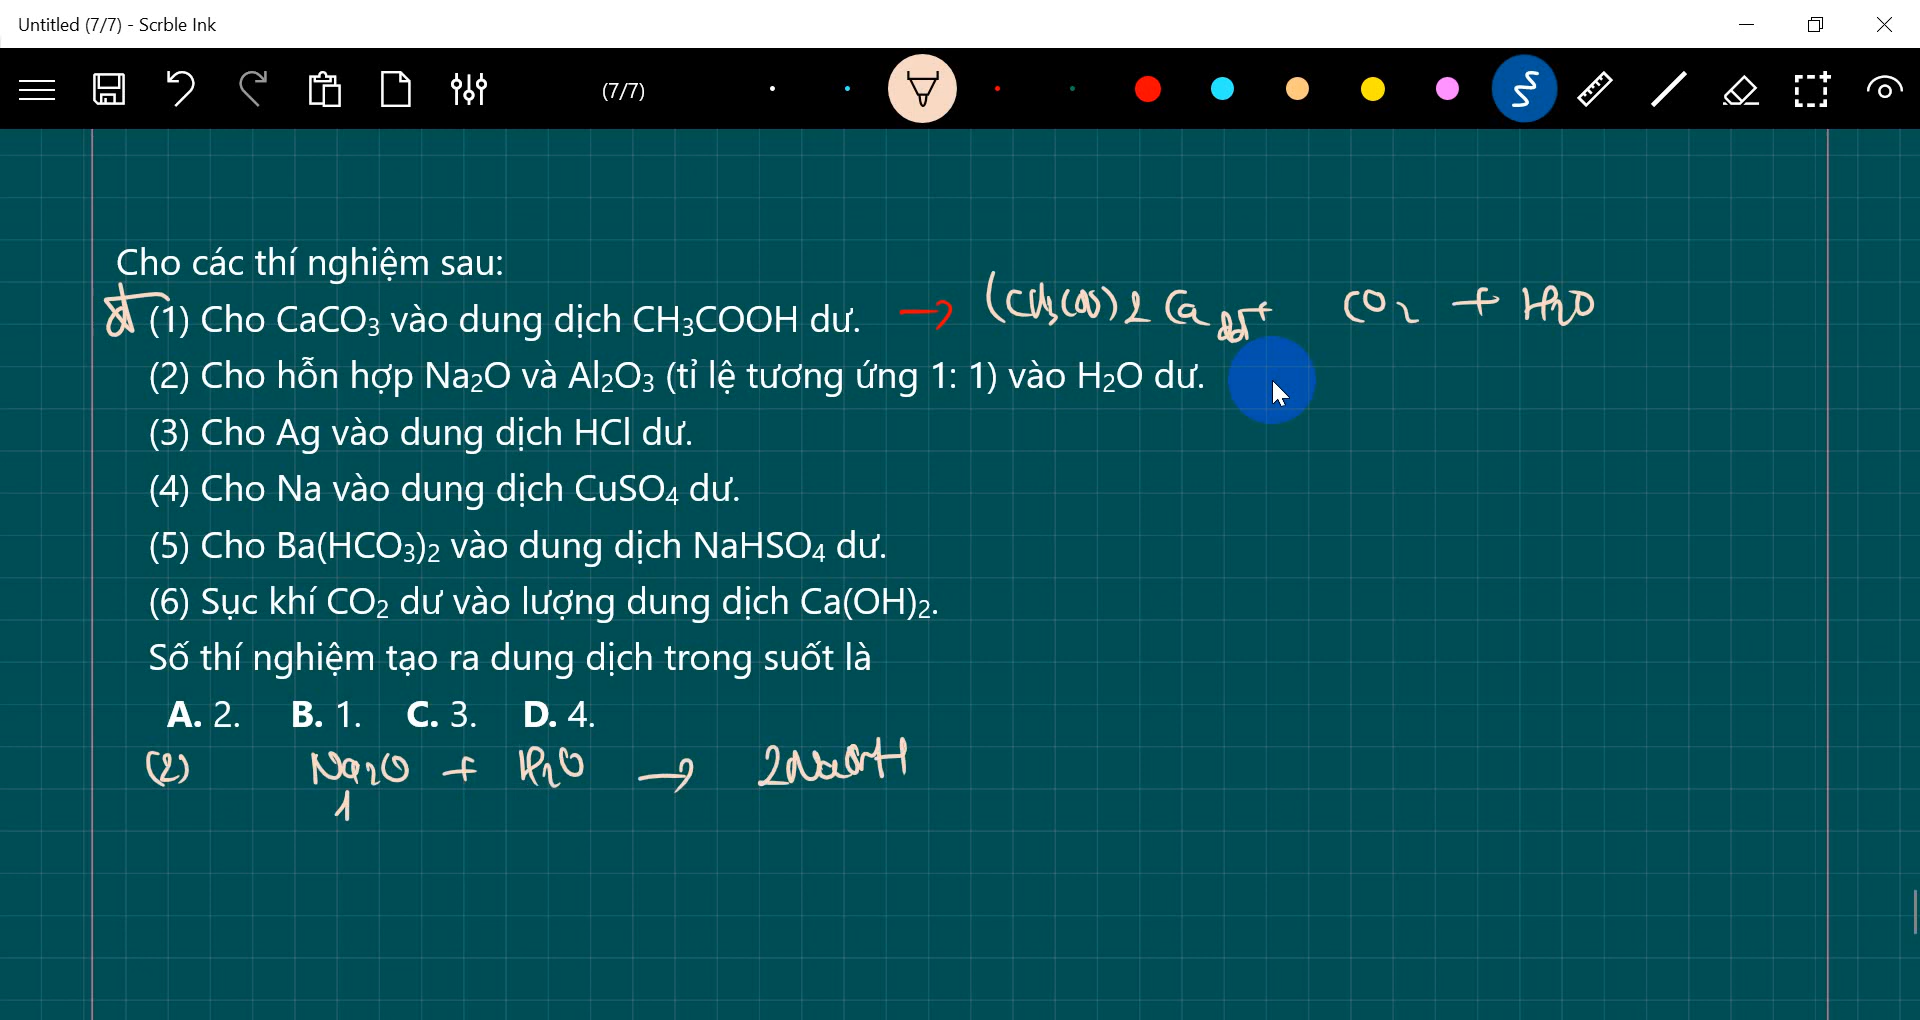 Untitled (7/7) - Scrble Ink
(7/7)
Cho các thí nghiệm sau:
(1) Cho CaCO₃ vào dung dịch CH₃COOH dư. → (CH₃COO)2 Ca + CO₂ + H₂O
(2) Cho hỗn hợp Na₂O và Al₂O₃ (tỉ lệ tương ứng 1: 1) vào H₂O dư.
(3) Cho Ag vào dung dịch HCl dư.
(4) Cho Na vào dung dịch CuSO₄ dư.
(5) Cho Ba(HCO₃)₂ vào dung dịch NaHSO₄ dư.
(6) Sục khí CO₂ dư vào lượng dung dịch Ca(OH)₂.
Số thí nghiệm tạo ra dung dịch trong suốt là
A. 2. B. 1. C. 3. D. 4.
(2) Na₂O + H₂O → 2NaOH
1